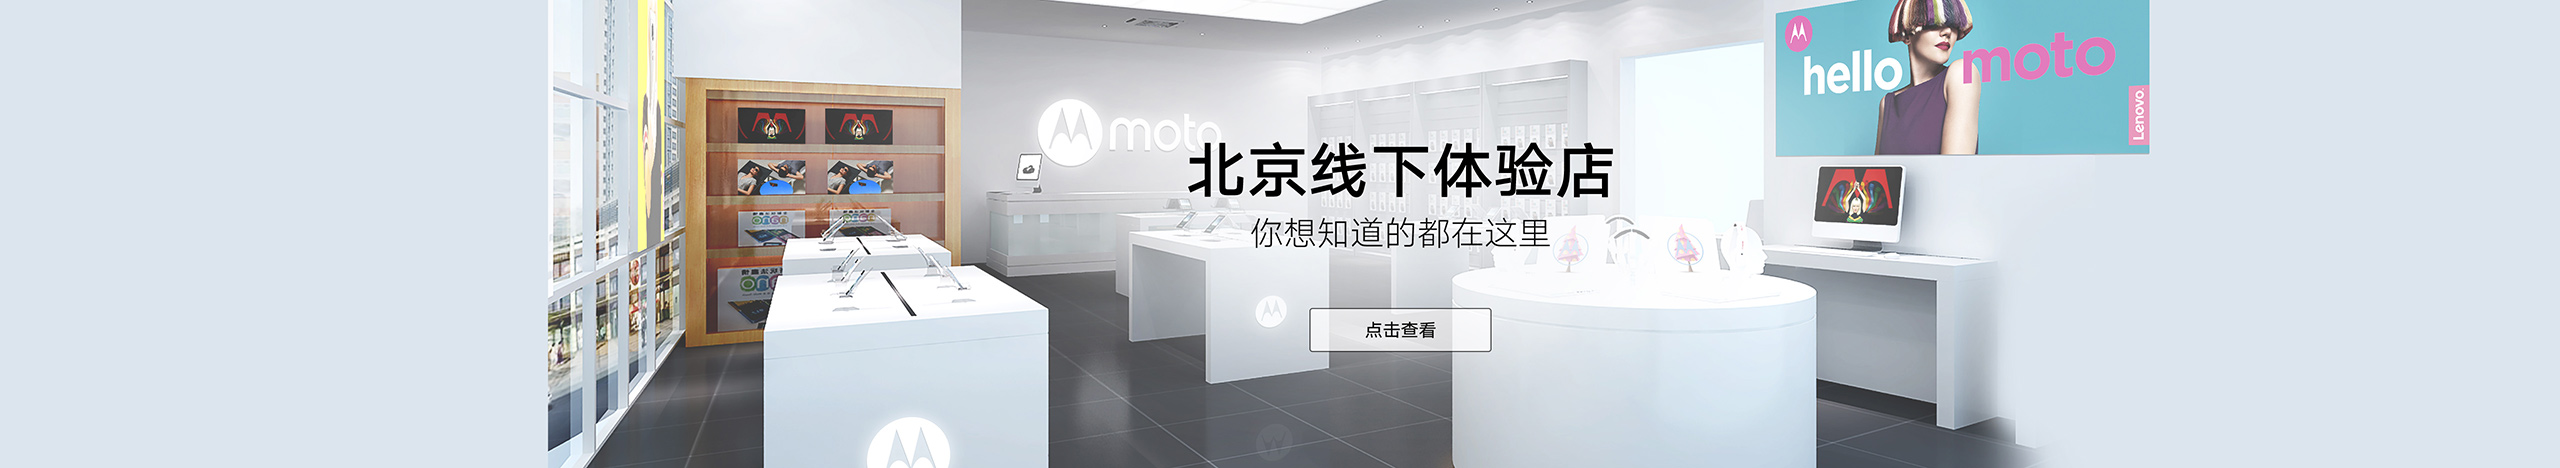 hello moto
Lenovo.
moto
北京线下体验店
你想知道的都在这里
点击查看